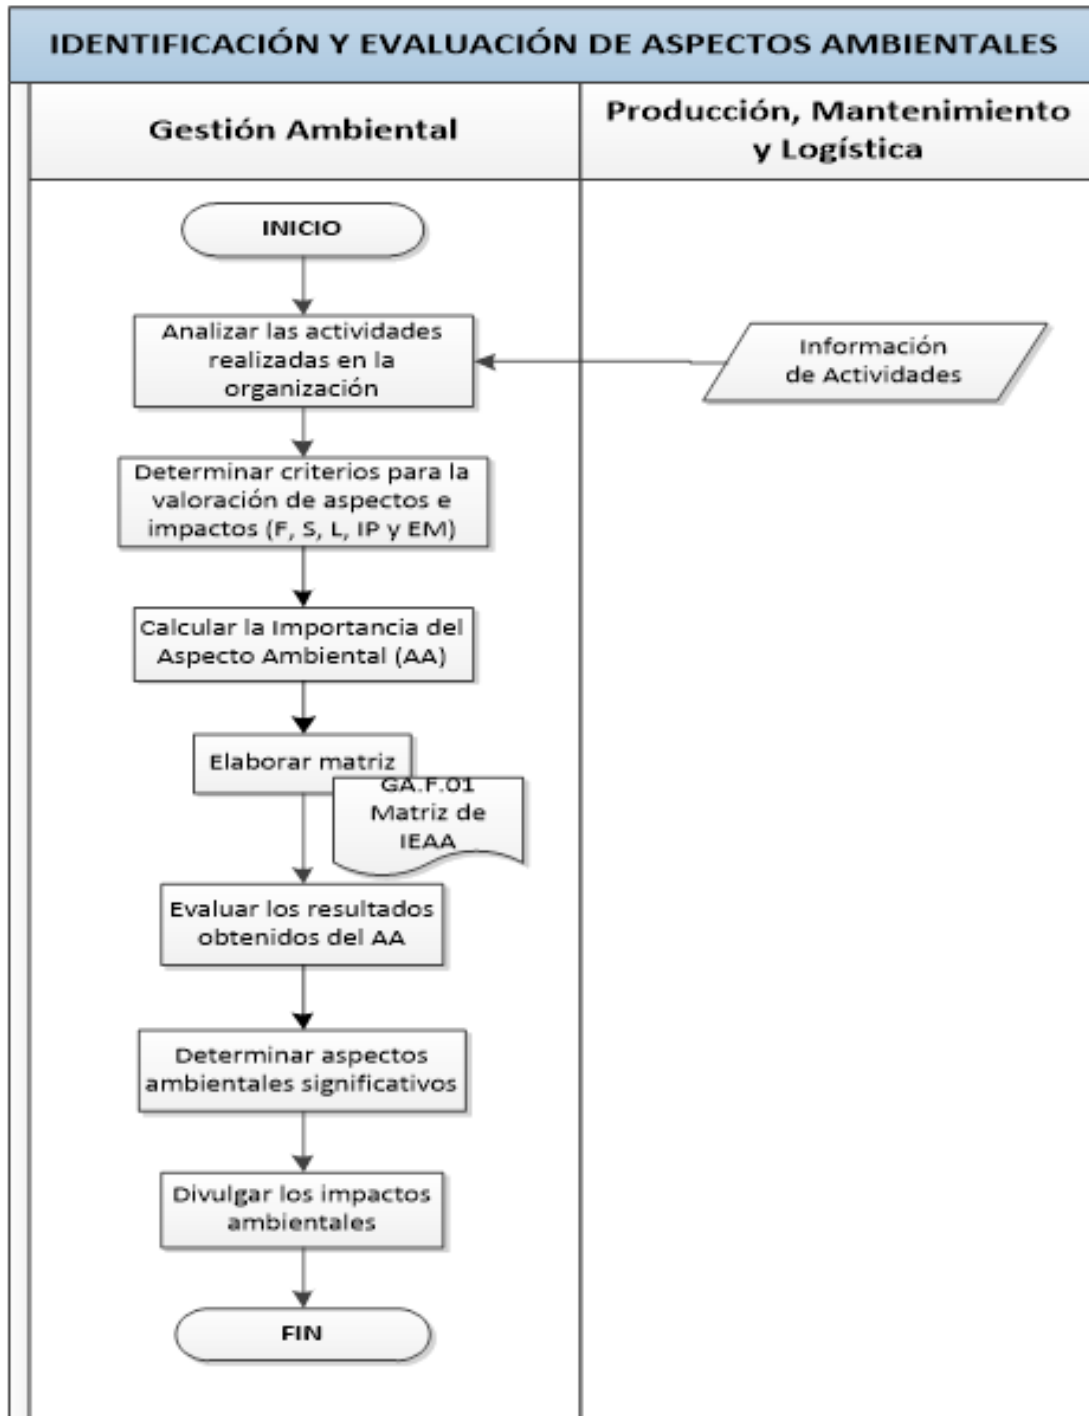 IDENTIFICACIÓN Y EVALUACIÓN DE ASPECTOS AMBIENTALES
Gestión Ambiental
Producción, Mantenimiento
y Logística
INICIO
Analizar las actividades
realizadas en la
organización
Información
de Actividades
Determinar criterios para la
valoración de aspectos e
impactos (F, S, L, IP y EM)
Calcular la Importancia del
Aspecto Ambiental (AA)
Elaborar matriz
GA.F.01
Matriz de
IEAA
Evaluar los resultados
obtenidos del AA
Determinar aspectos
ambientales significativos
Divulgar los impactos
ambientales
FIN